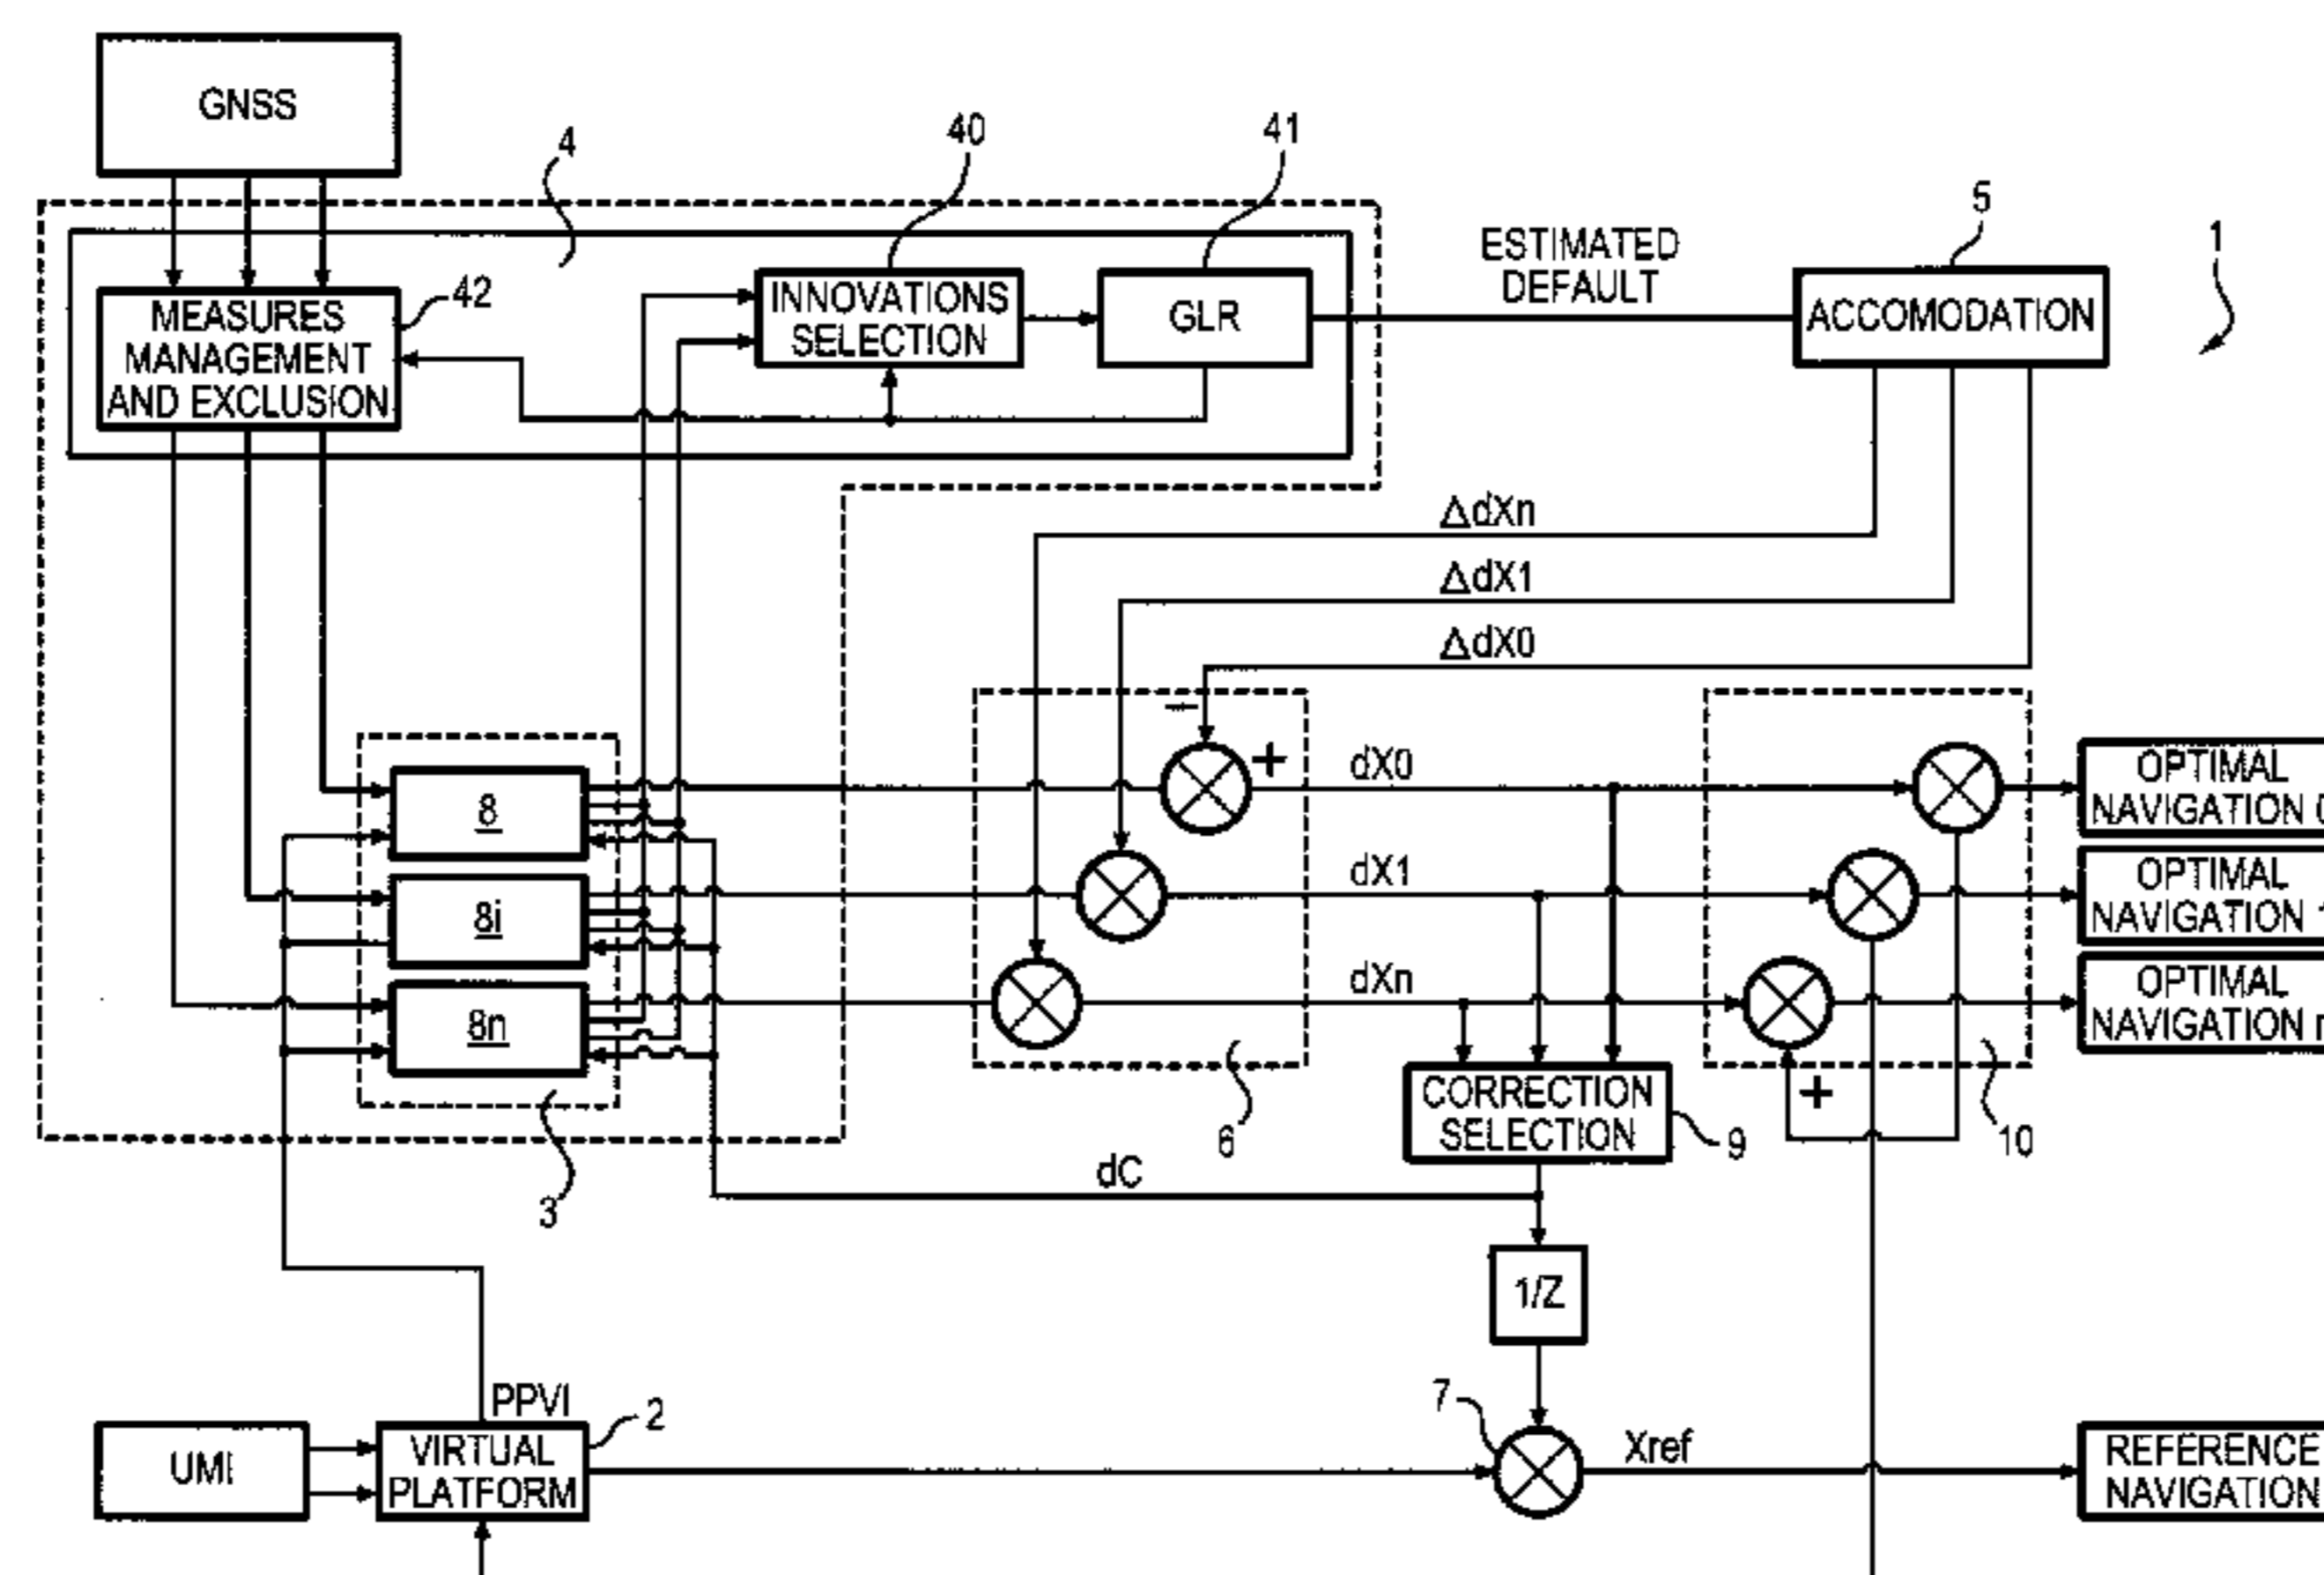 GNSS
4
40
41
5
1
ESTIMATED
DEFAULT
42
MEASURES
MANAGEMENT
AND EXCLUSION
INNOVATIONS
SELECTION
GLR
ACCOMODATION
ΔdXn
ΔdX1
ΔdX0
−
+
dX0
8
OPTIMAL
NAVIGATION
dX1
8i
OPTIMAL
NAVIGATION
dXn
8n
OPTIMAL
NAVIGATION
+
CORRECTION
SELECTION
6
9
10
3
dC
1/Z
PPVI
2
7
Xref
UMI
VIRTUAL
PLATFORM
REFERENCE
NAVIGATION